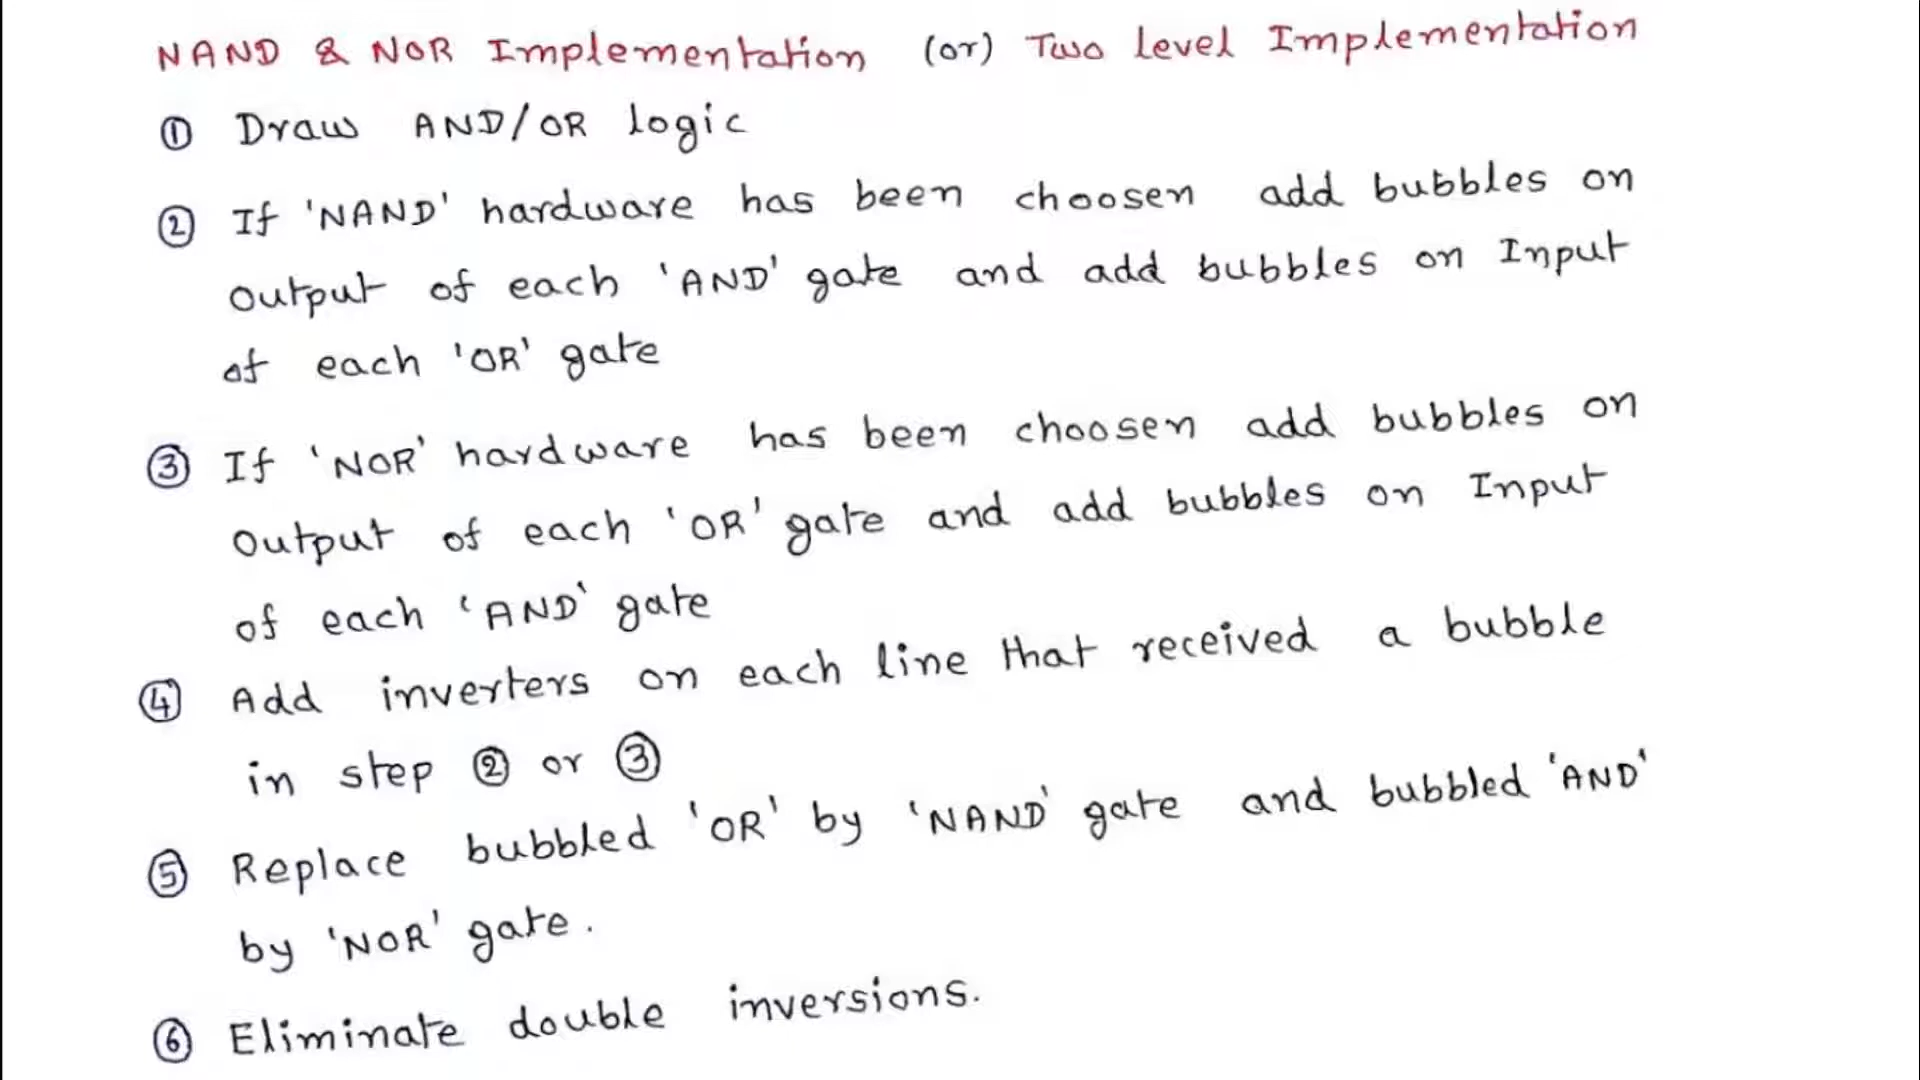 NAND & NOR Implementation (or) Two level Implementation
① Draw AND/OR logic
② If 'NAND' hardware has been choosen add bubbles on
Output of each 'AND' gate and add bubbles on Input
of each 'OR' gate
③ If 'NOR' hardware has been choosen add bubbles on
Output of each 'OR' gate and add bubbles on Input
of each 'AND' gate
④ Add inverters on each line that received a bubble
in step ② or ③
⑤ Replace bubbled 'OR' by 'NAND' gate and bubbled 'AND'
by 'NOR' gate.
⑥ Eliminate double inversions.